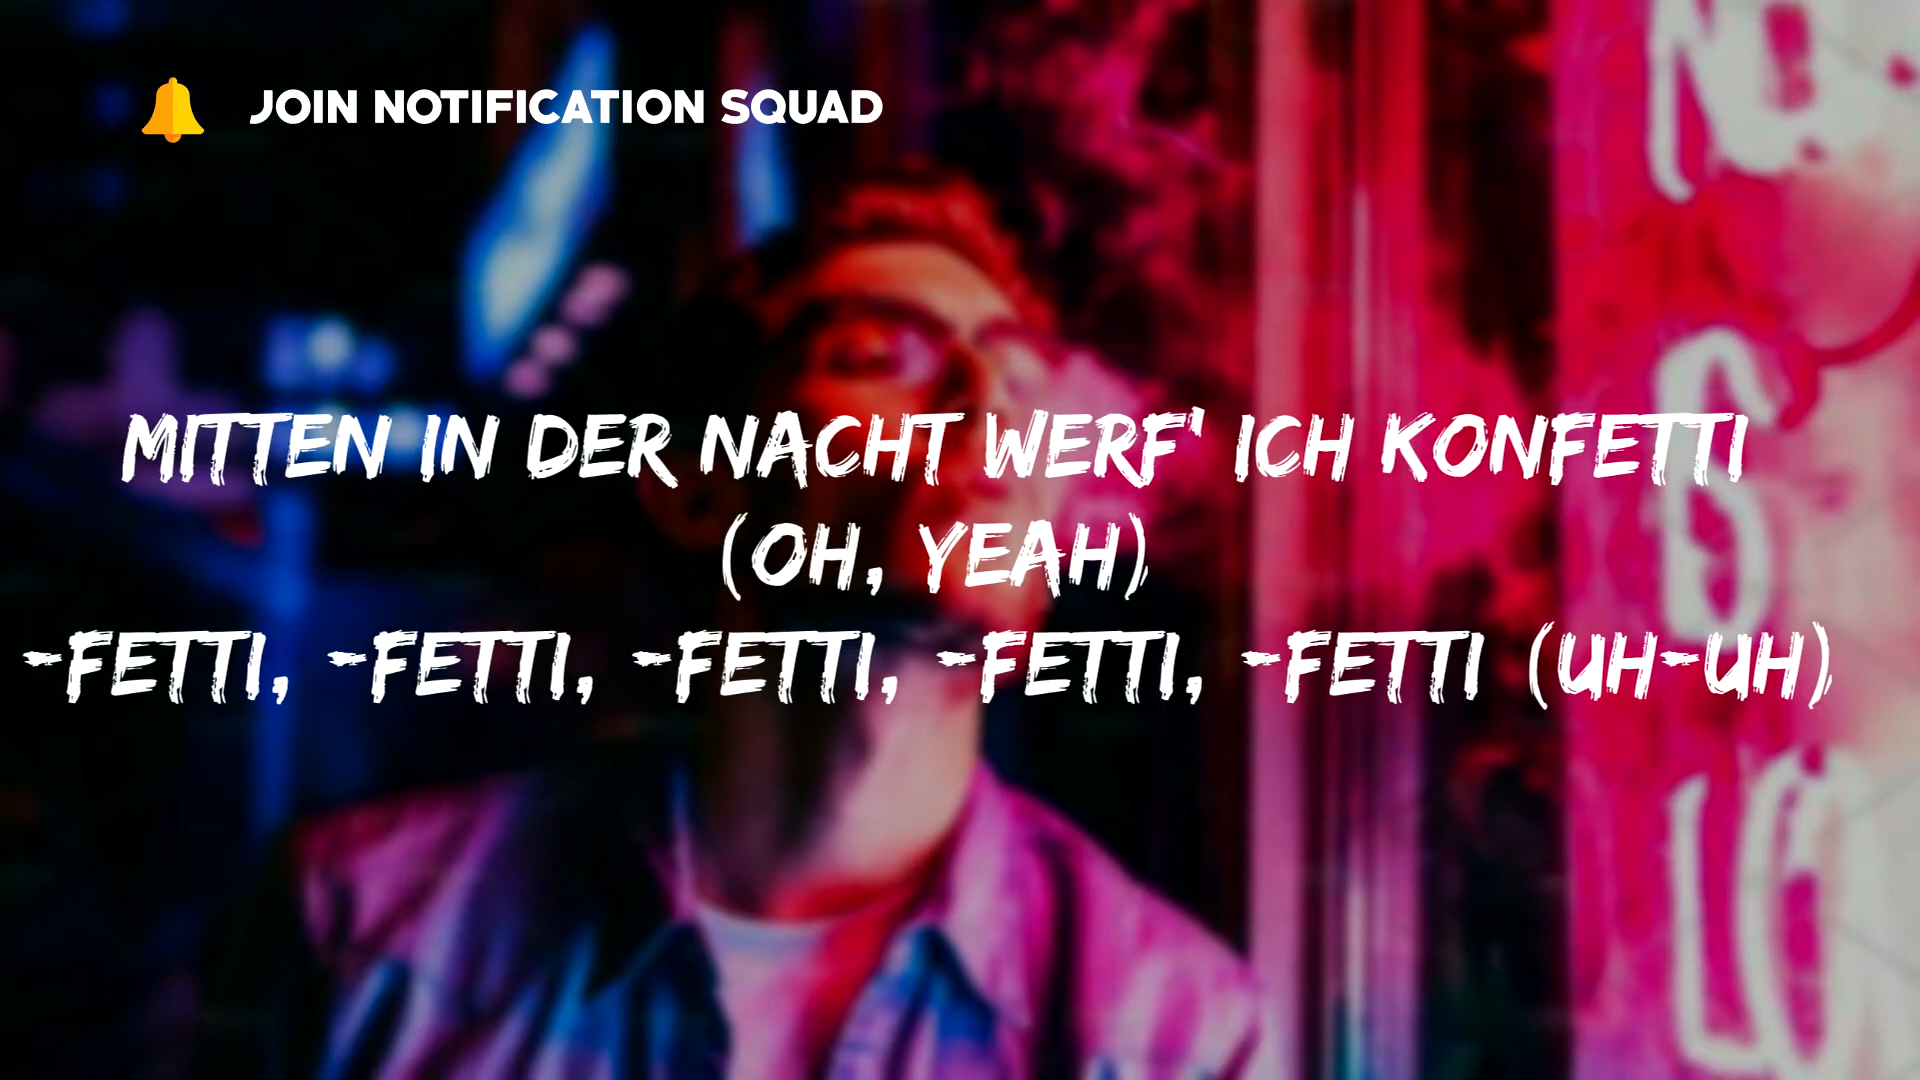 JOIN NOTIFICATION SQUAD
MITTEN IN DER NACHT WERF' ICH KONFETTI
(OH, YEAH)
-FETTI, -FETTI, -FETTI, -FETTI, -FETTI (UH-UH)